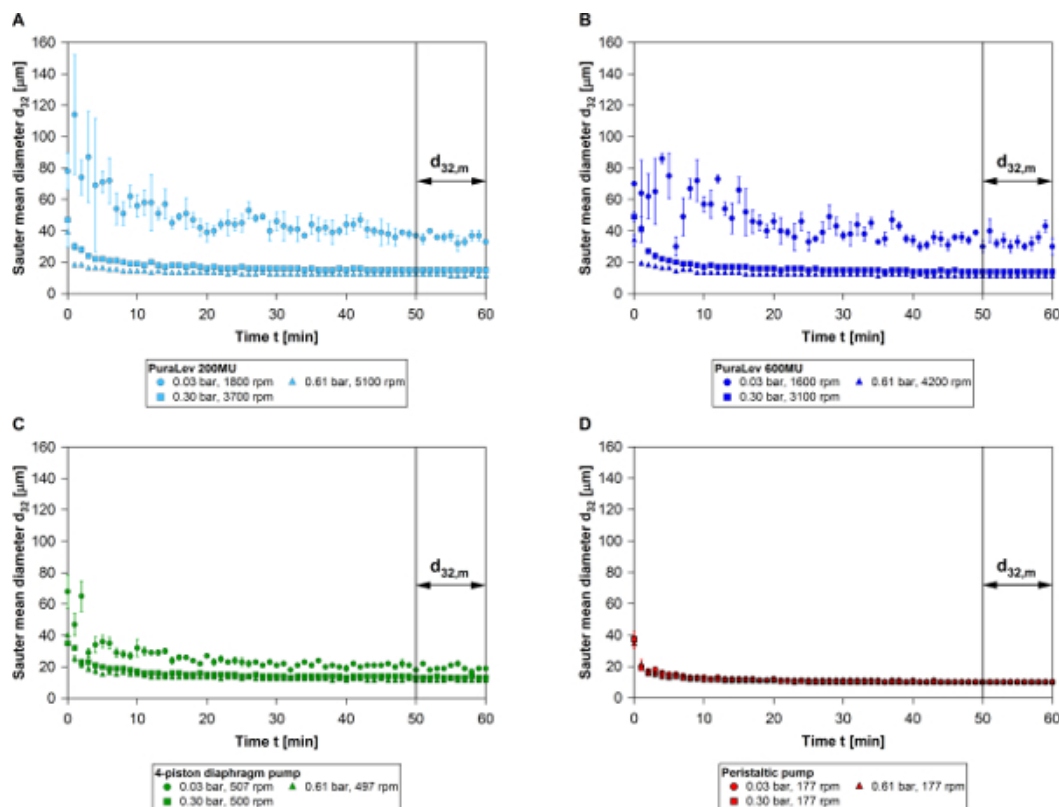 A
160
140
120
100
80
60
40
20
0
Sauter mean diameter d32 [µm]
d32,m
0 10 20 30 40 50 60
Time t [min]
PuraLev 200MU
0.03 bar, 1800 rpm 0.61 bar, 5100 rpm
0.30 bar, 3700 rpm
B
160
140
120
100
80
60
40
20
0
Sauter mean diameter d32 [µm]
d32,m
0 10 20 30 40 50 60
Time t [min]
PuraLev 600MU
0.03 bar, 1600 rpm 0.61 bar, 4200 rpm
0.30 bar, 3100 rpm
C
160
140
120
100
80
60
40
20
0
Sauter mean diameter d32 [µm]
d32,m
0 10 20 30 40 50 60
Time t [min]
4-piston diaphragm pump
0.03 bar, 507 rpm 0.61 bar, 497 rpm
0.30 bar, 500 rpm
D
160
140
120
100
80
60
40
20
0
Sauter mean diameter d32 [µm]
d32,m
0 10 20 30 40 50 60
Time t [min]
Peristaltic pump
0.03 bar, 177 rpm 0.61 bar, 177 rpm
0.30 bar, 177 rpm